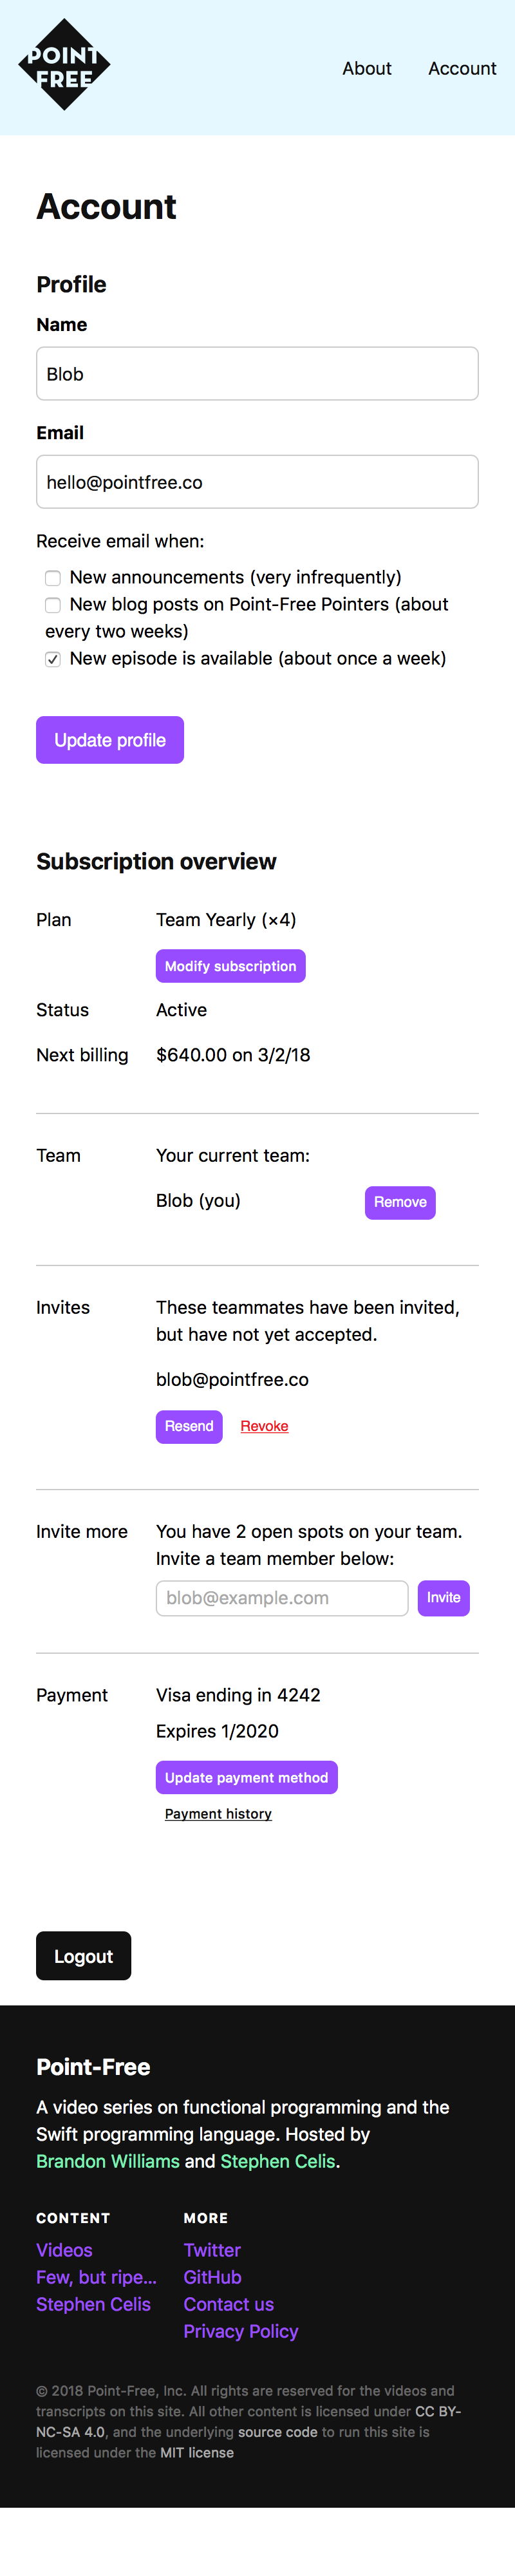 POINT
FREE
About Account
Account
Profile
Name
Blob
Email
hello@pointfree.co
Receive email when:
New announcements (very infrequently)
New blog posts on Point-Free Pointers (about
every two weeks)
New episode is available (about once a week)
Update profile
Subscription overview
Plan Team Yearly (×4)
Modify subscription
Status Active
Next billing $640.00 on 3/2/18
Team Your current team:
Blob (you) Remove
Invites These teammates have been invited,
but have not yet accepted.
blob@pointfree.co
Resend Revoke
Invite more You have 2 open spots on your team.
Invite a team member below:
blob@example.com Invite
Payment Visa ending in 4242
Expires 1/2020
Update payment method
Payment history
Logout
Point-Free
A video series on functional programming and the
Swift programming language. Hosted by
Brandon Williams and Stephen Celis.
CONTENT
Videos
Few, but ripe...
Stephen Celis
MORE
Twitter
GitHub
Contact us
Privacy Policy
© 2018 Point-Free, Inc. All rights are reserved for the videos and
transcripts on this site. All other content is licensed under CC BY-
NC-SA 4.0, and the underlying source code to run this site is
licensed under the MIT license